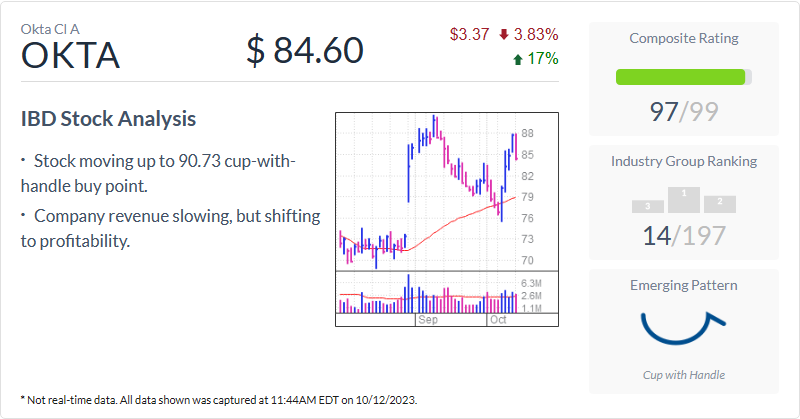 Okta Cl A
OKTA
$ 84.60
$3.37 3.83%
17%
IBD Stock Analysis
• Stock moving up to 90.73 cup-with-
handle buy point.
• Company revenue slowing, but shifting
to profitability.
88
85
82
79
76
73
70
6.3M
2.6M
1.1M
Sep Oct
Composite Rating
97/99
Industry Group Ranking
3 1 2
14/197
Emerging Pattern
Cup with Handle
* Not real-time data. All data shown was captured at 11:44AM EDT on 10/12/2023.